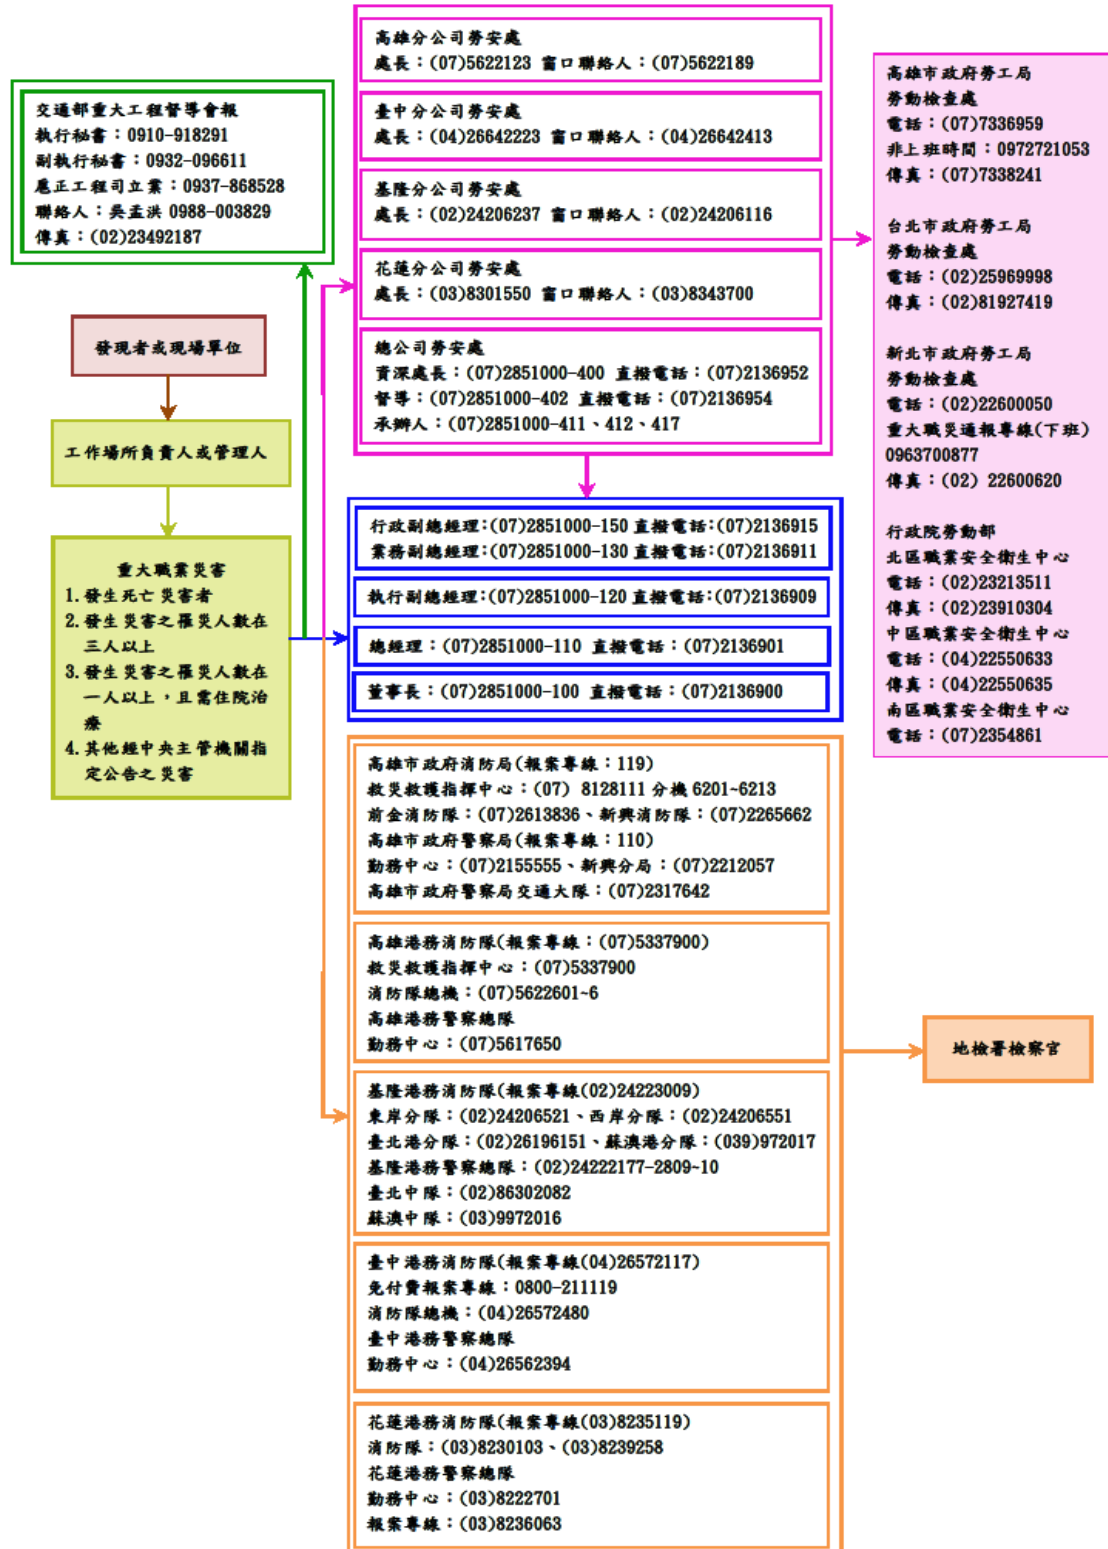 交通部重大工程督導會報
執行秘書：0910-918291
副執行秘書：0932-096611
扈正工程司立業：0937-868528
聯絡人：吳孟洪 0988-003829
傳真：(02)23492187
發現者或現場單位
工作場所負責人或管理人
重大職業災害
1.發生死亡災害者
2.發生災害之罹災人數在
三人以上
3.發生災害之罹災人數在
一人以上，且需住院治
療
4.其他經中央主管機關指
定公告之災害
高雄分公司勞安處
處長：(07)5622123 窗口聯絡人：(07)5622189
臺中分公司勞安處
處長：(04)26642223 窗口聯絡人：(04)26642413
基隆分公司勞安處
處長：(02)24206237 窗口聯絡人：(02)24206116
花蓮分公司勞安處
處長：(03)8301550 窗口聯絡人：(03)8343700
總公司勞安處
資深處長：(07)2851000-400 直撥電話：(07)2136952
督導：(07)2851000-402 直撥電話：(07)2136954
承辦人：(07)2851000-411、412、417
行政副總經理:(07)2851000-150 直撥電話:(07)2136915
業務副總經理:(07)2851000-130 直撥電話:(07)2136911
執行副總經理:(07)2851000-120 直撥電話:(07)2136909
總經理：(07)2851000-110 直撥電話：(07)2136901
董事長：(07)2851000-100 直撥電話：(07)2136900
高雄市政府消防局(報案專線：119)
救災救護指揮中心：(07) 8128111 分機 6201~6213
前金消防隊：(07)2613836、新興消防隊：(07)2265662
高雄市政府警察局(報案專線：110)
勤務中心：(07)2155555、新興分局：(07)2212057
高雄市政府警察局交通大隊：(07)2317642
高雄港務消防隊(報案專線：(07)5337900)
救災救護指揮中心：(07)5337900
消防隊總機：(07)5622601~6
高雄港務警察總隊
勤務中心：(07)5617650
基隆港務消防隊(報案專線(02)24223009)
東岸分隊：(02)24206521、西岸分隊：(02)24206551
臺北港分隊：(02)26196151、蘇澳港分隊：(039)972017
基隆港務警察總隊：(02)24222177-2809~10
臺北中隊：(02)86302082
蘇澳中隊：(03)9972016
臺中港務消防隊(報案專線(04)26572117)
免付費報案專線：0800-211119
消防隊總機：(04)26572480
臺中港務警察總隊
勤務中心：(04)26562394
花蓮港務消防隊(報案專線(03)8235119)
消防隊：(03)8230103、(03)8239258
花蓮港務警察總隊
勤務中心：(03)8222701
報案專線：(03)8236063
高雄市政府勞工局
勞動檢查處
電話：(07)7336959
非上班時間：0972721053
傳真：(07)7338241
台北市政府勞工局
勞動檢查處
電話：(02)25969998
傳真：(02)81927419
新北市政府勞工局
勞動檢查處
電話：(02)22600050
重大職災通報專線(下班)
0963700877
傳真：(02) 22600620
行政院勞動部
北區職業安全衛生中心
電話：(02)23213511
傳真：(02)23910304
中區職業安全衛生中心
電話：(04)22550633
傳真：(04)22550635
南區職業安全衛生中心
電話：(07)2354861
地檢署檢察官